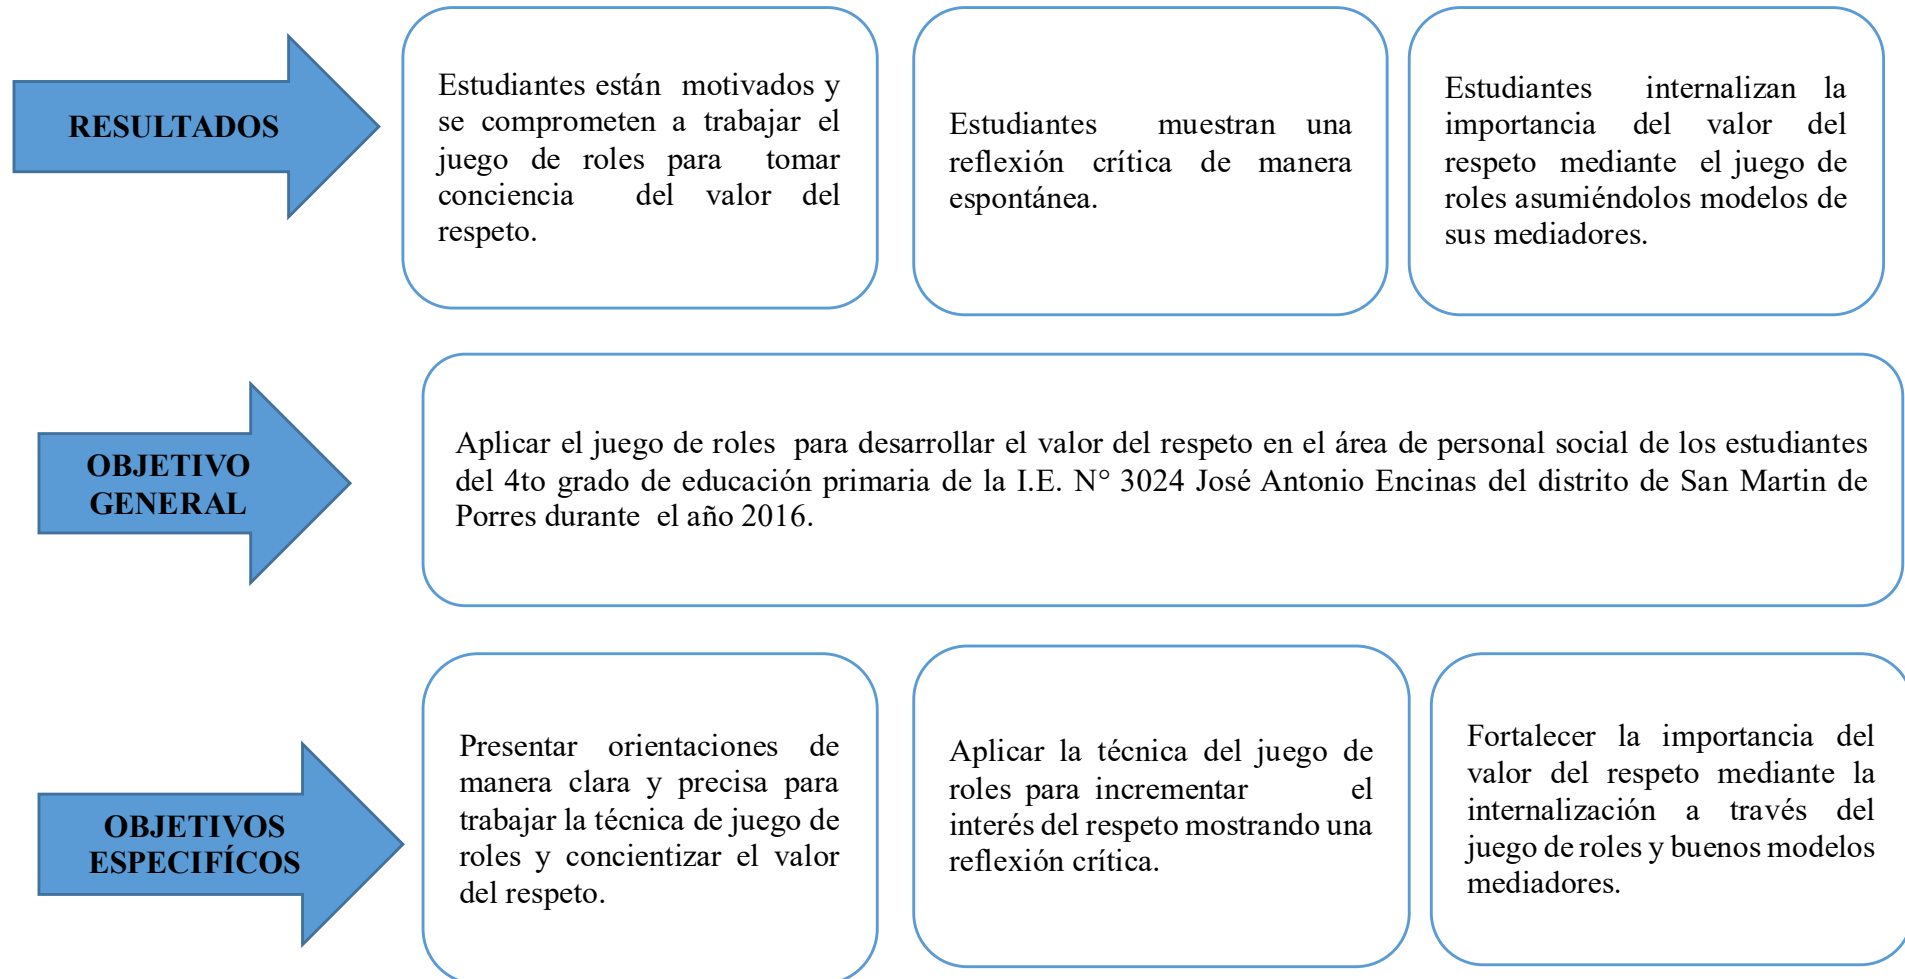 RESULTADOS
Estudiantes están motivados y
se comprometen a trabajar el
juego de roles para tomar
conciencia del valor del
respeto.
Estudiantes muestran una
reflexión crítica de manera
espontánea.
Estudiantes internalizan la
importancia del valor del
respeto mediante el juego de
roles asumiéndolos modelos de
sus mediadores.
OBJETIVO
GENERAL
Aplicar el juego de roles para desarrollar el valor del respeto en el área de personal social de los estudiantes
del 4to grado de educación primaria de la I.E. N° 3024 José Antonio Encinas del distrito de San Martin de
Porres durante el año 2016.
OBJETIVOS
ESPECIFÍCOS
Presentar orientaciones de
manera clara y precisa para
trabajar la técnica de juego de
roles y concientizar el valor
del respeto.
Aplicar la técnica del juego de
roles para incrementar el
interés del respeto mostrando una
reflexión crítica.
Fortalecer la importancia del
valor del respeto mediante la
internalización a través del
juego de roles y buenos modelos
mediadores.